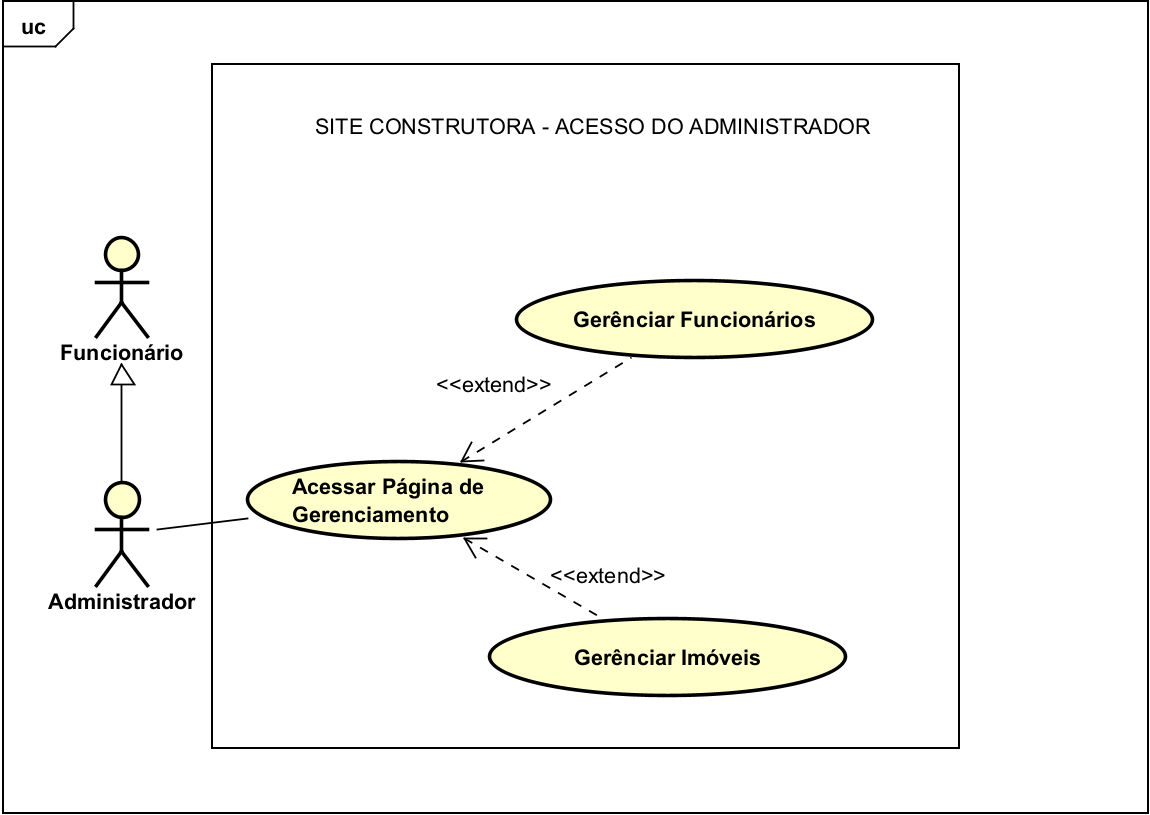 uc
SITE CONSTRUTORA - ACESSO DO ADMINISTRADOR
Gerênciar Funcionários
Funcionário
<<extend>>
Acessar Página de
Gerenciamento
<<extend>>
Administrador
Gerênciar Imóveis